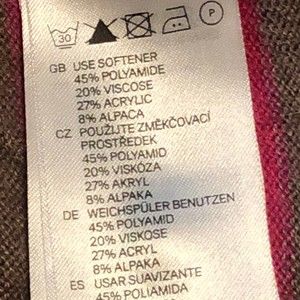 30 P
GB USE SOFTENER
45% POLYAMIDE
20% VISCOSE
27% ACRYLIC
8% ALPACA
CZ POUŽIJTE ZMĚKČOVACÍ
PROSTŘEDEK
45% POLYAMID
20% VISKÓZA
27% AKRYL
8% ALPAKA
DE WEICHSPÜLER BENUTZEN
45% POLYAMID
20% VISKOSE
27% ACRYL
8% ALPAKA
ES USAR SUAVIZANTE
45% POLIAMIDA